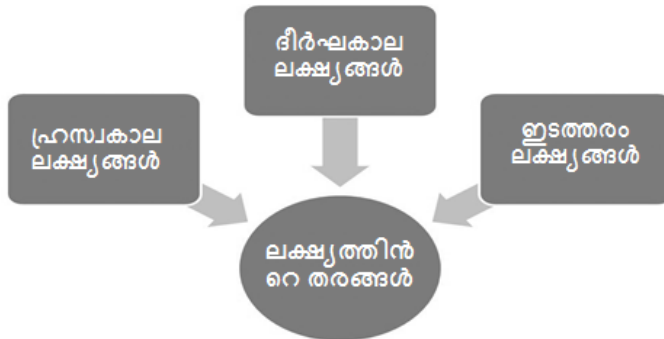 ദീർഘകാല
ലക്ഷ്യങ്ങൾ
ഹ്രസ്വകാല
ലക്ഷ്യങ്ങൾ
ഇടത്തരം
ലക്ഷ്യങ്ങൾ
ലക്ഷ്യത്തിൻ
റെ തരങ്ങൾ